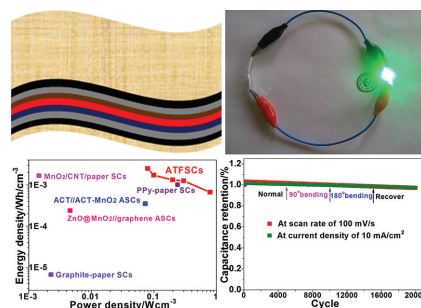 MnO2/CNT/paper SCs
ATFSCs
PPy-paper SCs
ACT//ACT-MnO2 ASCs
ZnO@MnO2//graphene ASCs
Graphite-paper SCs
Energy density/Wh/cm-3
1E-3
1E-4
1E-5
1E-3
0.01
0.1
1
Power density/Wcm-3
Capacitance retention/%
1.2
1.0
0.8
0.6
0.4
0.2
0.0
Normal
90°bending
180°bending
Recover
At scan rate of 100 mV/s
At current density of 10 mA/cm2
0
4000
8000
12000
16000
2000
Cycle